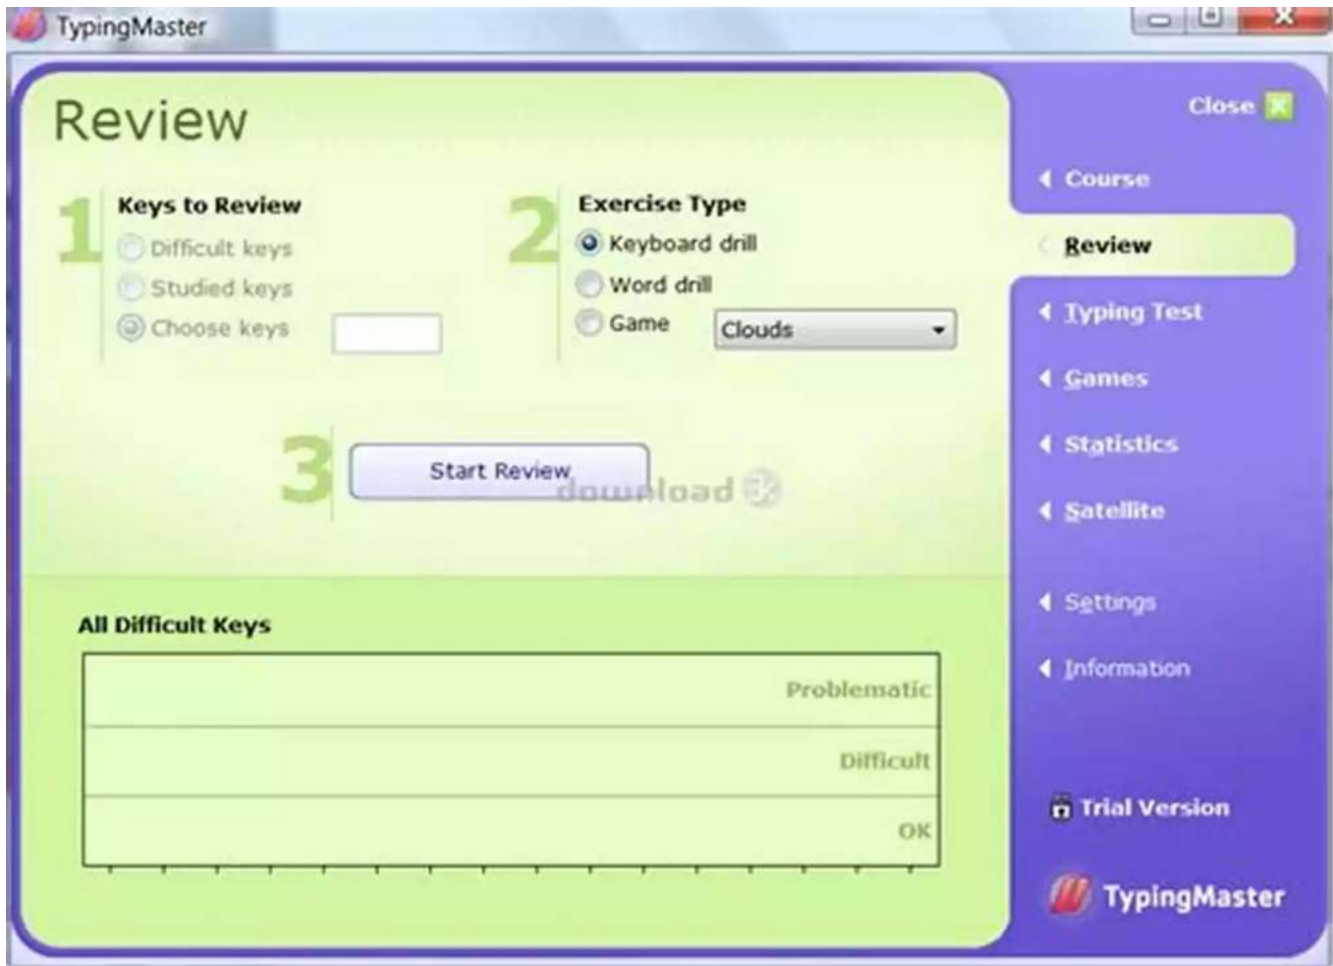 TypingMaster
Review
Close
1
Keys to Review
Difficult keys
Studied keys
Choose keys
2
Exercise Type
Keyboard drill
Word drill
Game
Clouds
3
Start Review
download 3k
All Difficult Keys
Problematic
Difficult
OK
Course
Review
Typing Test
Games
Statistics
Satellite
Settings
Information
Trial Version
TypingMaster